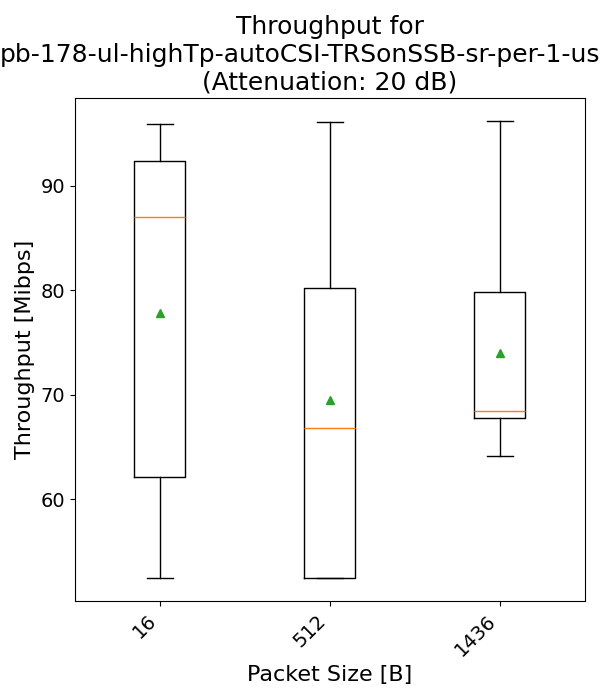 Throughput for
pb-178-ul-highTp-autoCSI-TRSonSSB-sr-per-1-us
(Attenuation: 20 dB)
90
80
70
60
Throughput [Mibps]
16
512
1436
Packet Size [B]